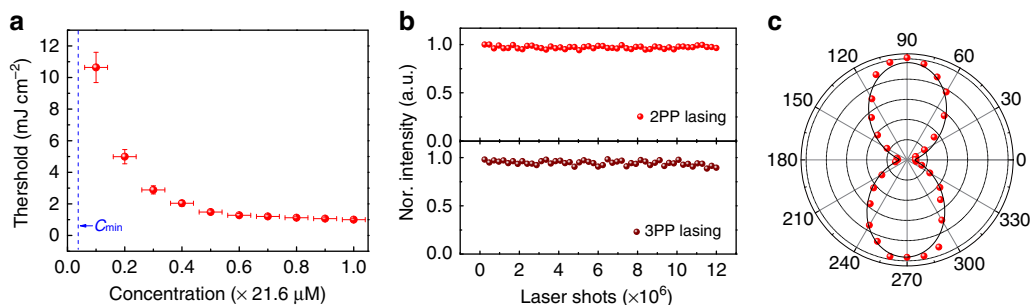 a
Thershold (mJ cm−2)
12
10
8
6
4
2
0
Cmin
0.0 0.2 0.4 0.6 0.8 1.0
Concentration (× 21.6 µM)
b
Nor. intensity (a.u.)
1.0
0.5
1.0
0.5
0.0
2PP lasing
3PP lasing
0 2 4 6 8 10 12
Laser shots (×10⁶)
c
90
120 60
150 30
180 0
210 330
240 300
270